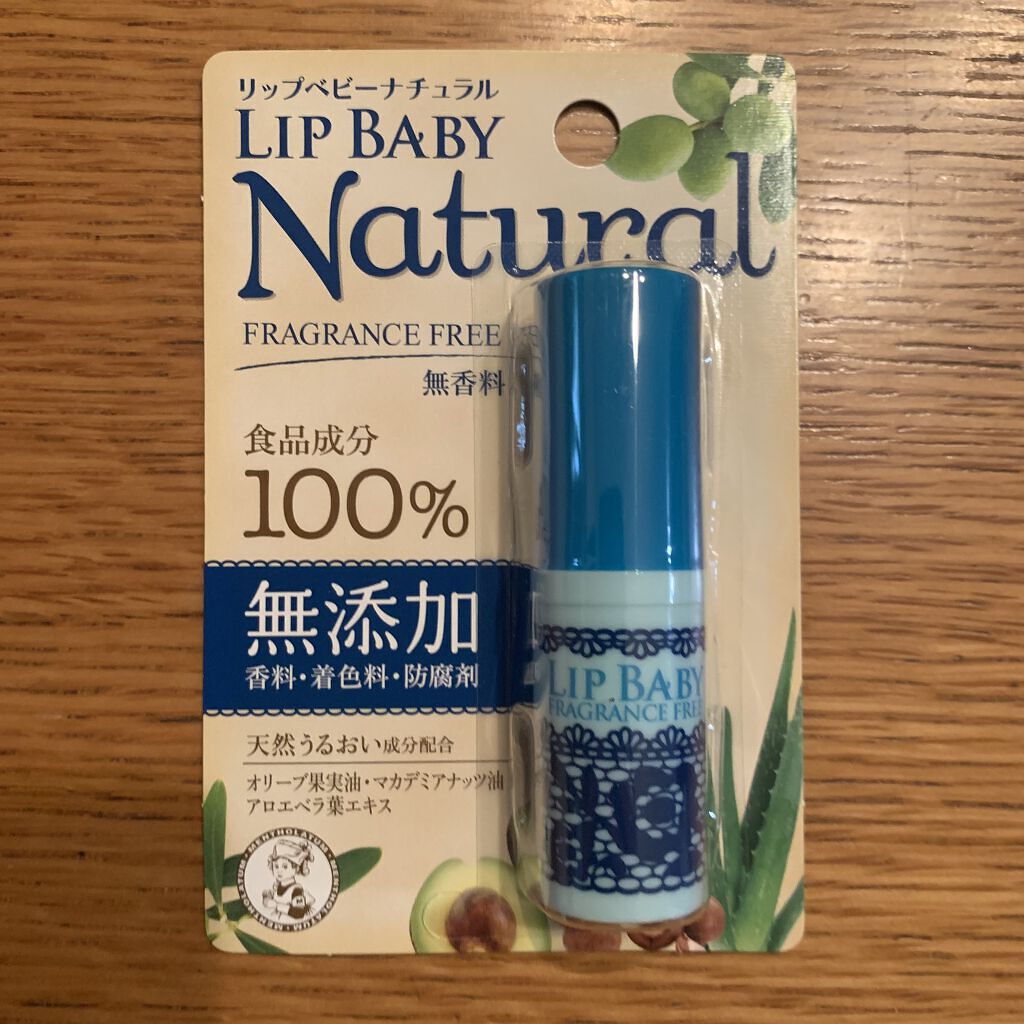 リップベビーナチュラル
LIP BABY
Natural
FRAGRANCE FREE
無香料
食品成分
100%
無添加
香料・着色料・防腐剤
天然うるおい成分配合
オリーブ果実油・マカデミアナッツ油
アロエベラ葉エキス
MENTHOLATUM · MENTHOLATUM · MENTHOLATUM
LIP BABY
FRAGRANCE FREE